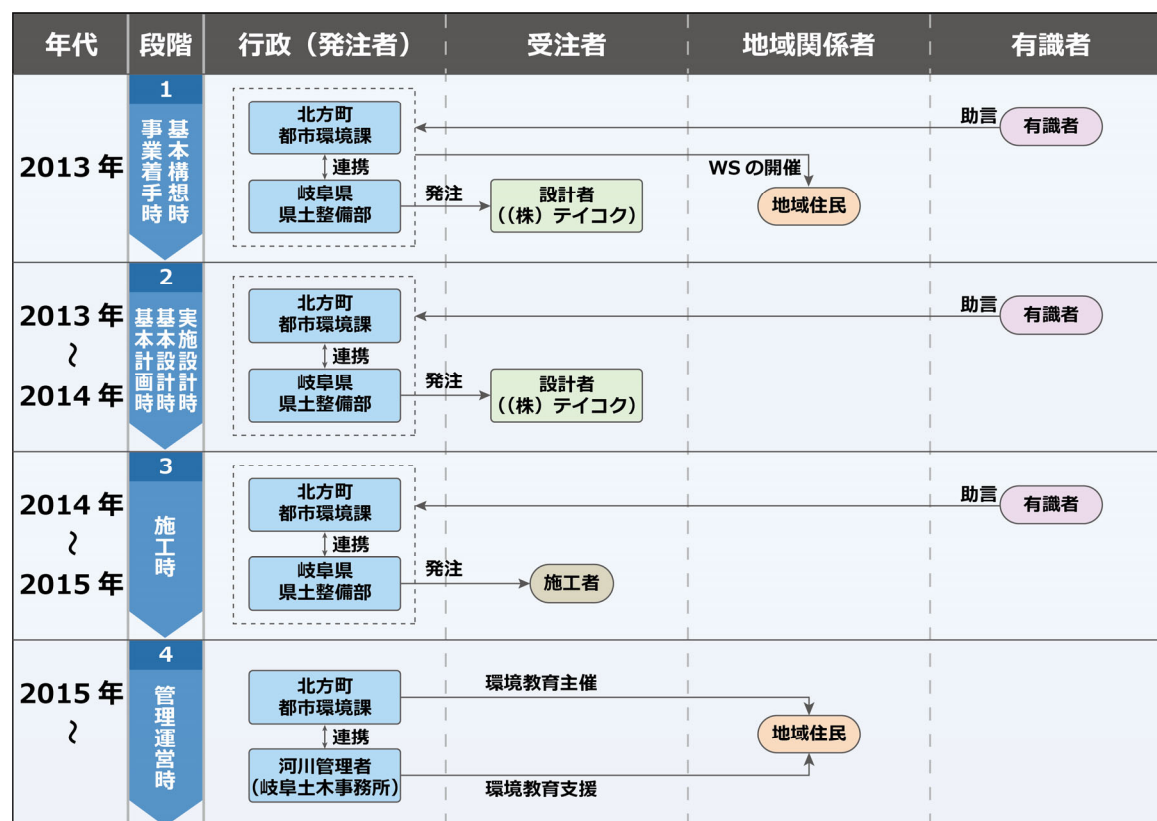 年代
段階
行政（発注者）
受注者
地域関係者
有識者
2013 年
1
基本構想時
事業着手時
北方町
都市環境課
連携
岐阜県
県土整備部
発注
設計者
（（株）テイコク）
WS の開催
地域住民
助言
有識者
2013 年
～
2014 年
2
実施設計時
基本設計時
基本計画時
北方町
都市環境課
連携
岐阜県
県土整備部
発注
設計者
（（株）テイコク）
助言
有識者
2014 年
～
2015 年
3
施工時
北方町
都市環境課
連携
岐阜県
県土整備部
発注
施工者
助言
有識者
2015 年
～
4
管理運営時
北方町
都市環境課
連携
河川管理者
（岐阜土木事務所）
環境教育主催
環境教育支援
地域住民